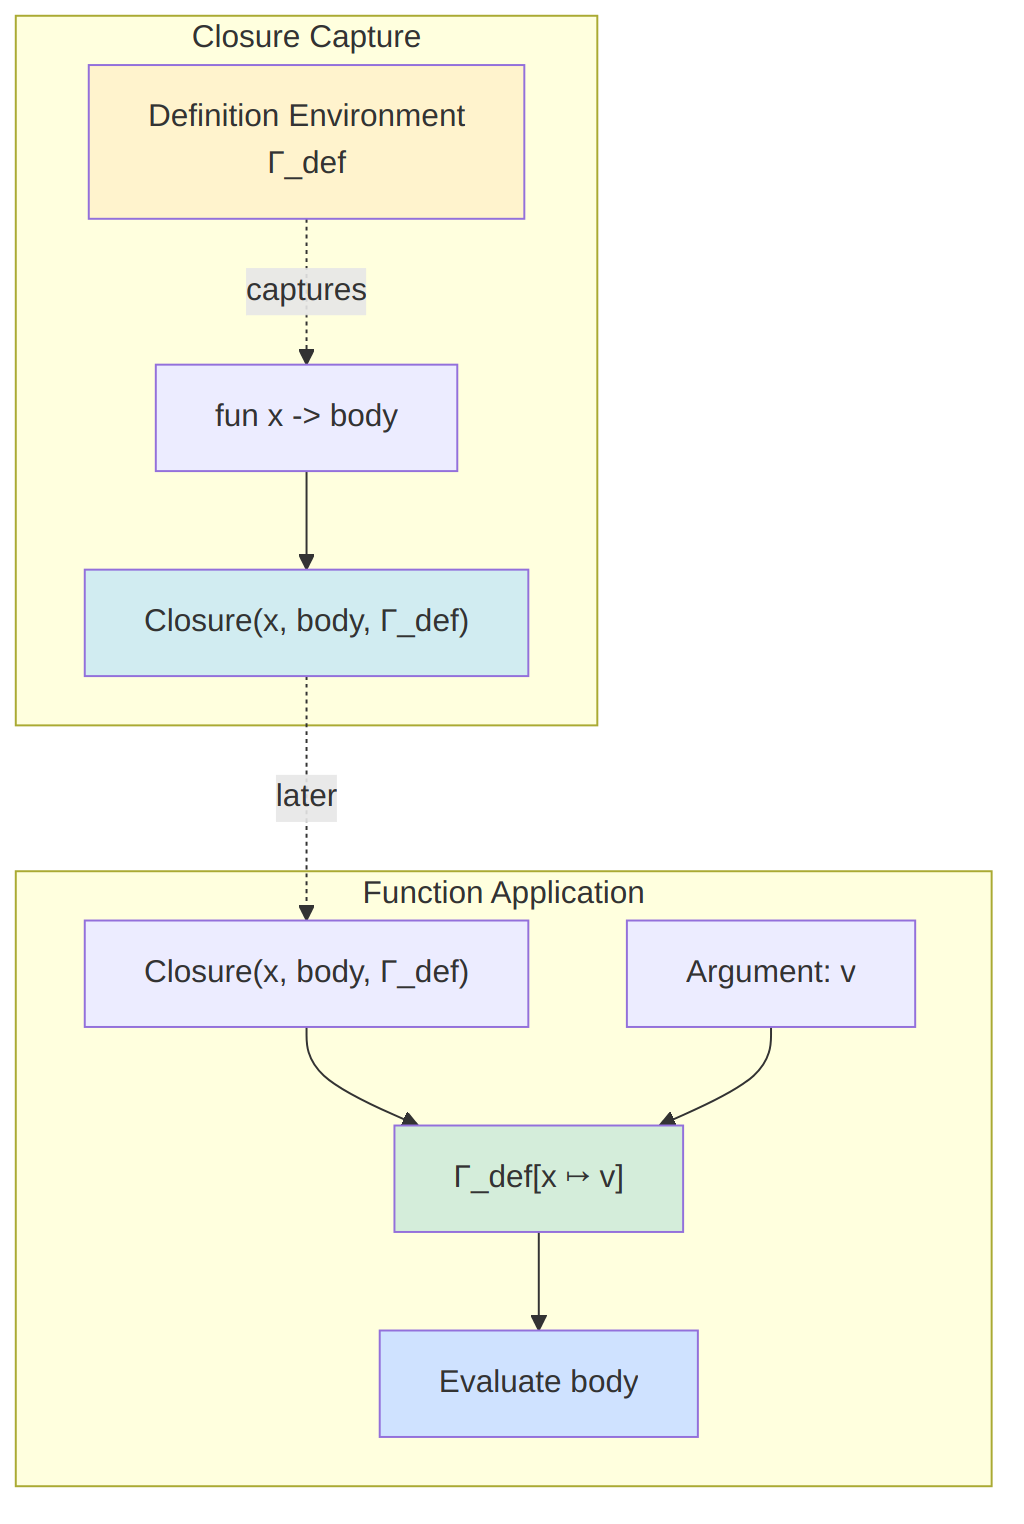 Closure Capture
Definition Environment
Γ_def
captures
fun x -> body
Closure(x, body, Γ_def)
later
Function Application
Closure(x, body, Γ_def)
Argument: v
Γ_def[x ↦ v]
Evaluate body